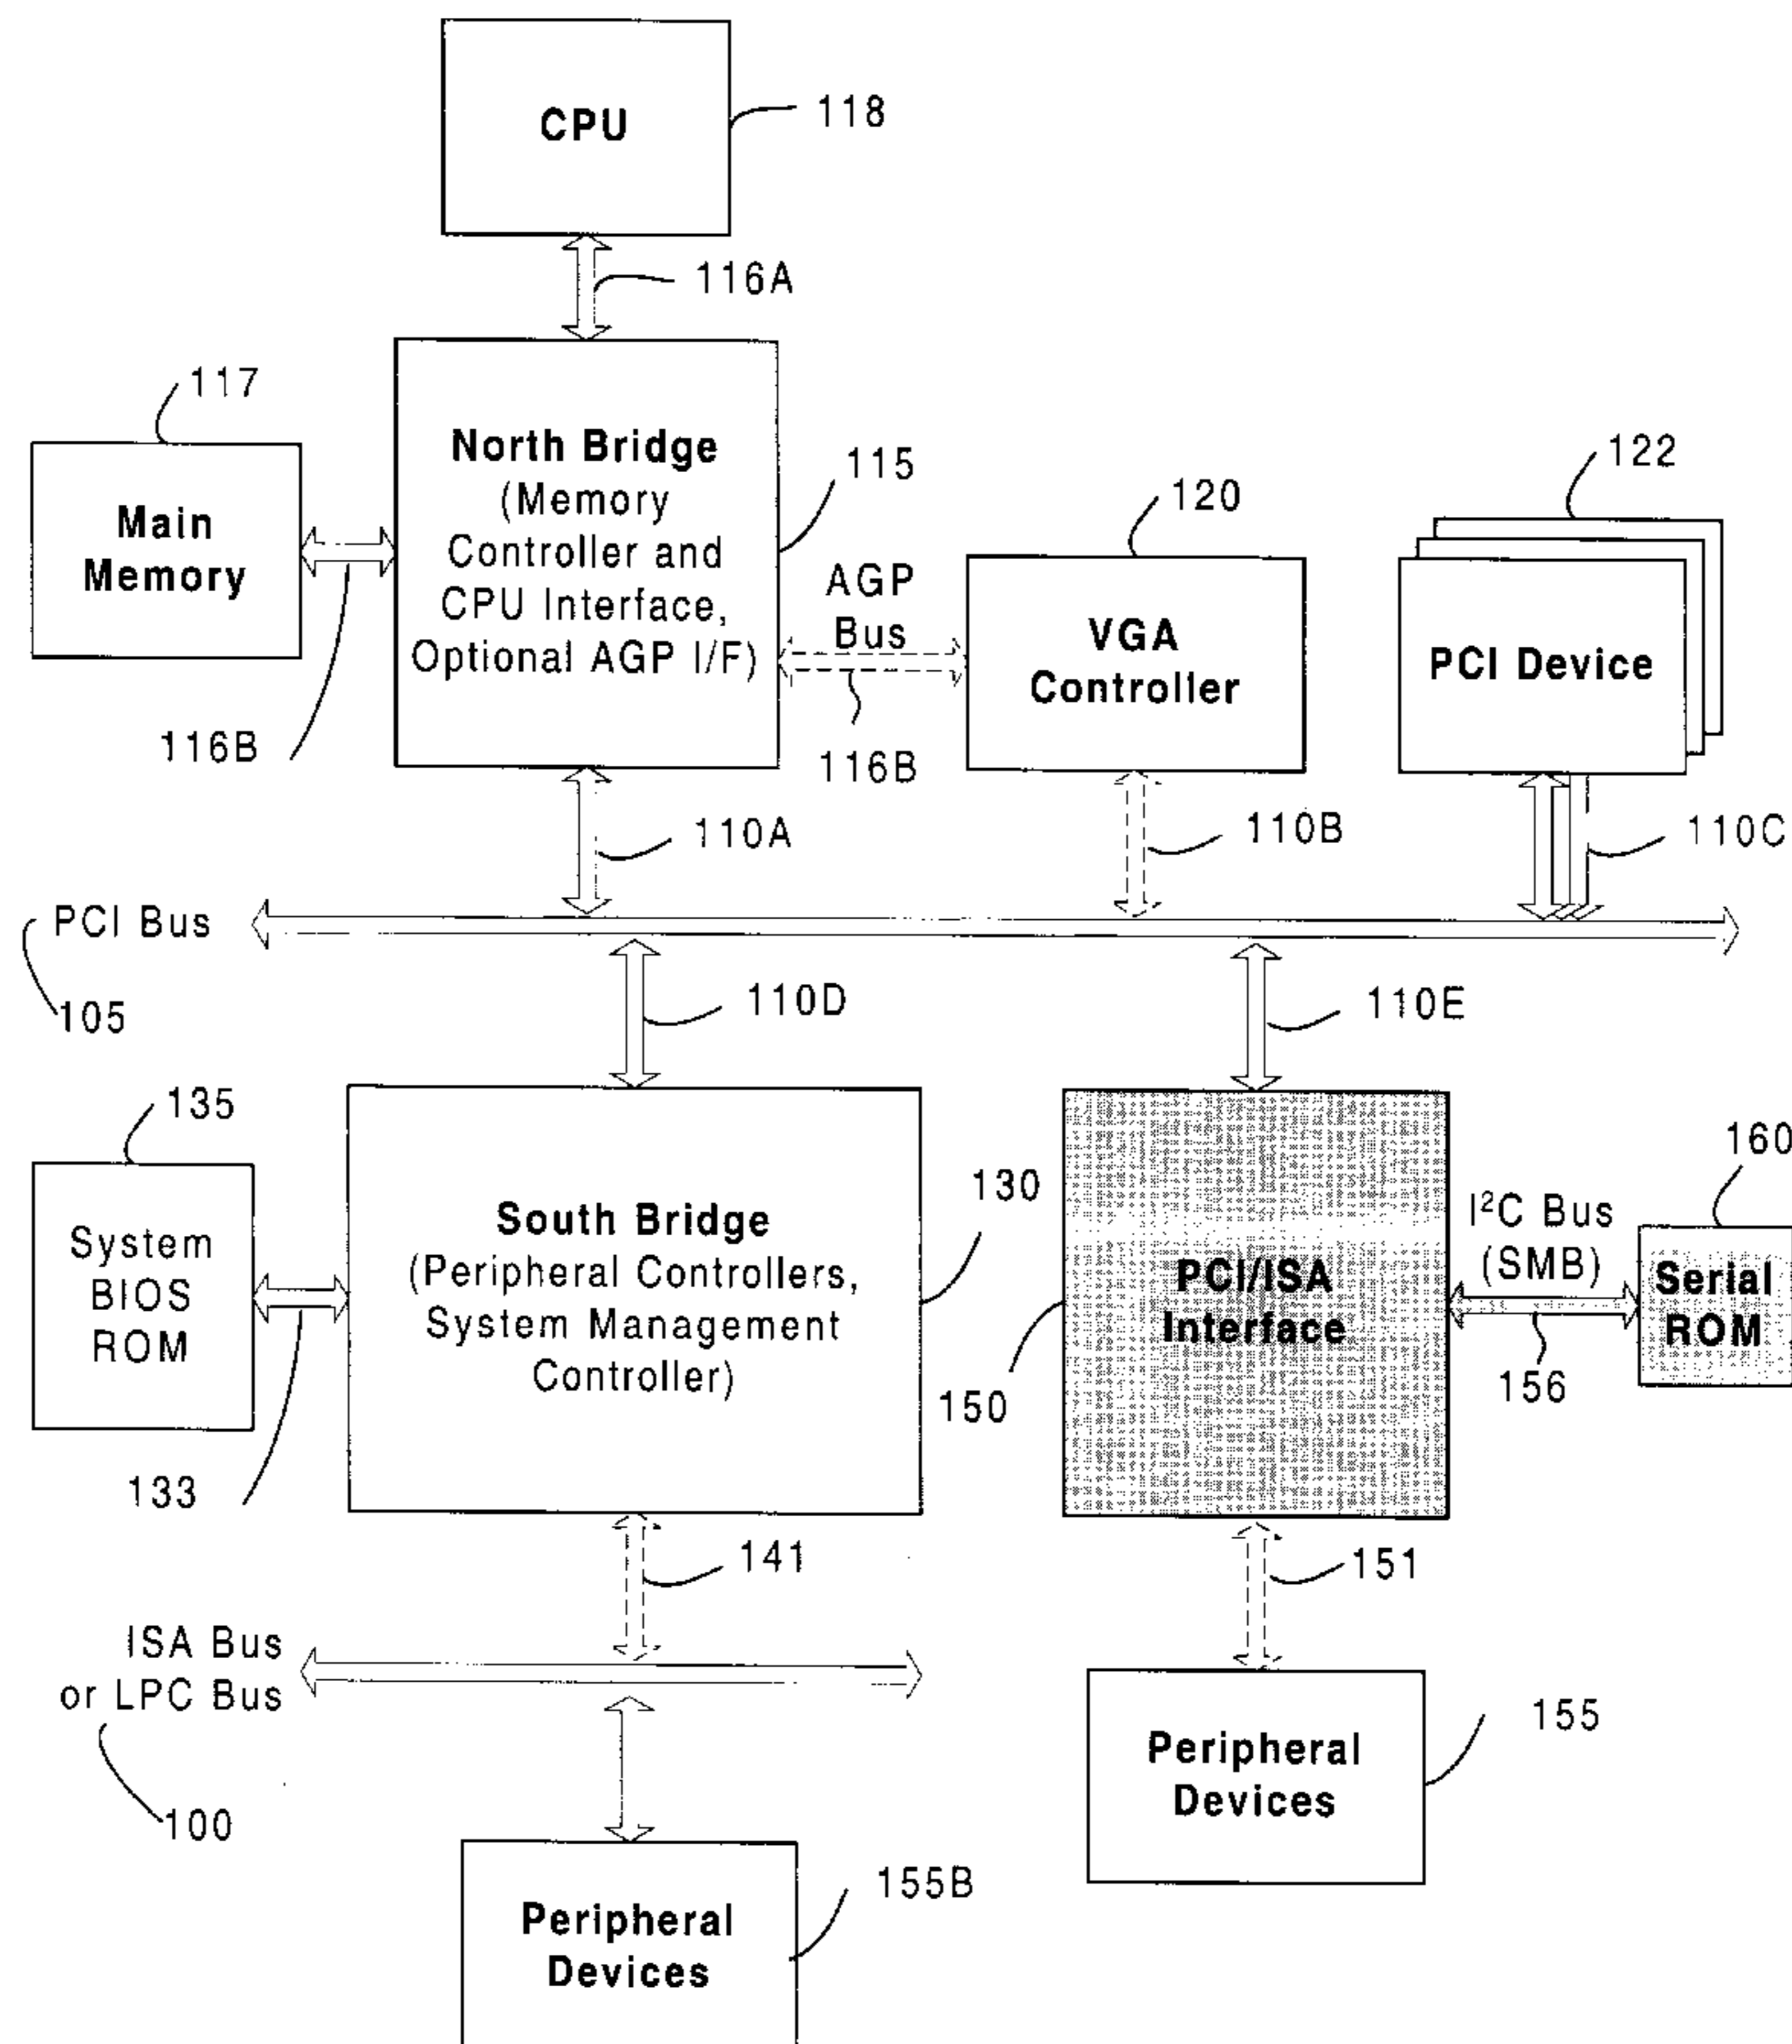 CPU
118
116A
117
North Bridge
(Memory
Controller and
CPU Interface,
Optional AGP I/F)
115
Main
Memory
116B
AGP
Bus
116B
120
VGA
Controller
122
PCI Device
110A
110B
110C
PCI Bus
105
110D
110E
135
System
BIOS
ROM
133
South Bridge
(Peripheral Controllers,
System Management
Controller)
130
150
PCI/ISA
Interface
I²C Bus
(SMB)
156
160
Serial
ROM
141
151
ISA Bus
or LPC Bus
100
155
Peripheral
Devices
155B
Peripheral
Devices